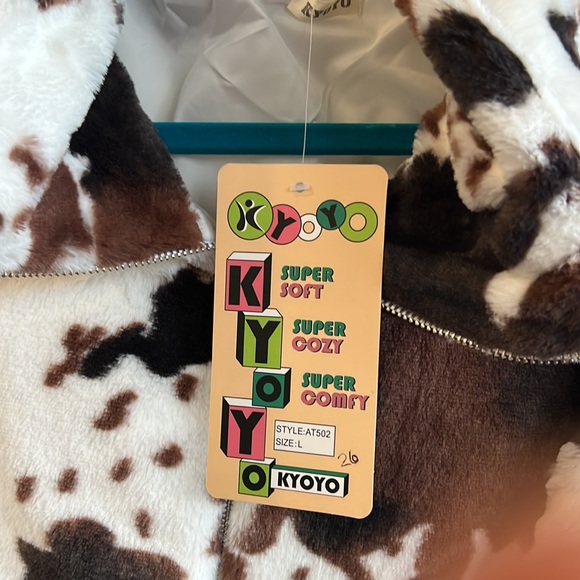 KYOYO
KYOYO
K
Y
O
Y
O
SUPER
SOFT
SUPER
COZY
SUPER
COMFY
STYLE:AT502
SIZE:L
26
KYOYO